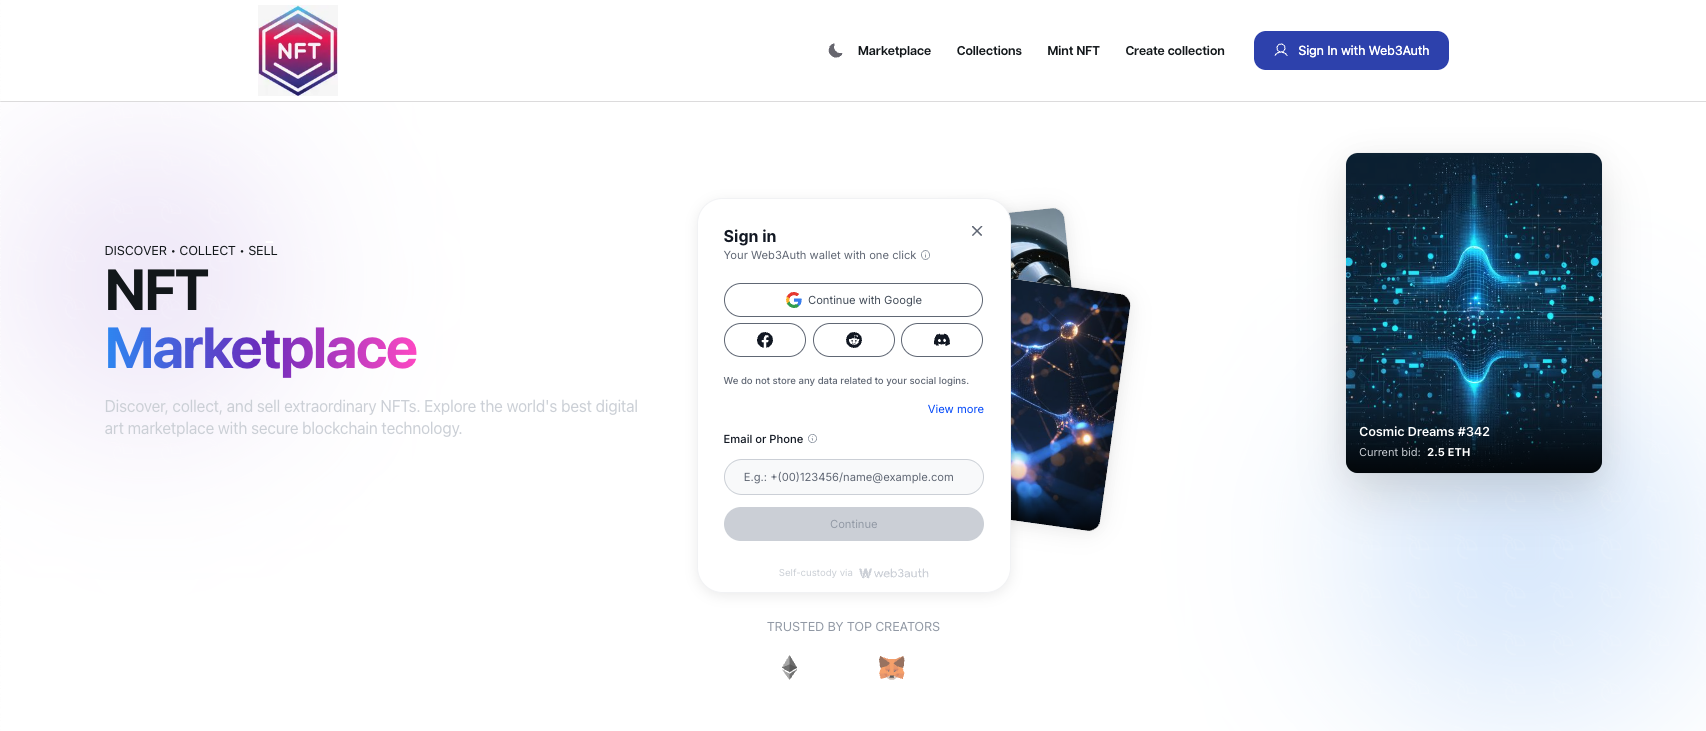 NFT
Marketplace
Collections
Mint NFT
Create collection
Sign In with Web3Auth
DISCOVER • COLLECT • SELL
NFT
Marketplace
Discover, collect, and sell extraordinary NFTs. Explore the world's best digital
art marketplace with secure blockchain technology.
Sign in
Your Web3Auth wallet with one click
Continue with Google
We do not store any data related to your social logins.
View more
Email or Phone
E.g.: +(00)123456/name@example.com
Continue
Self-custody via web3auth
Cosmic Dreams #342
Current bid: 2.5 ETH
TRUSTED BY TOP CREATORS